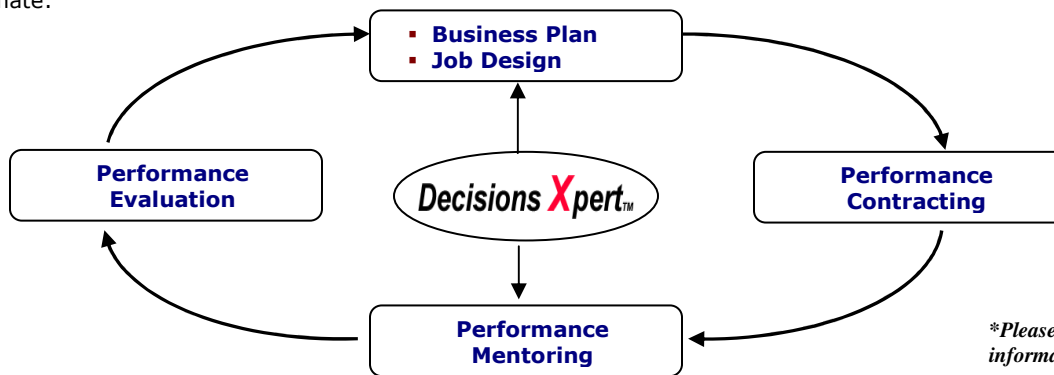 ▪ Business Plan
▪ Job Design
Performance
Evaluation
Decisions Xpert™
Performance
Contracting
Performance
Mentoring
*Please
informa